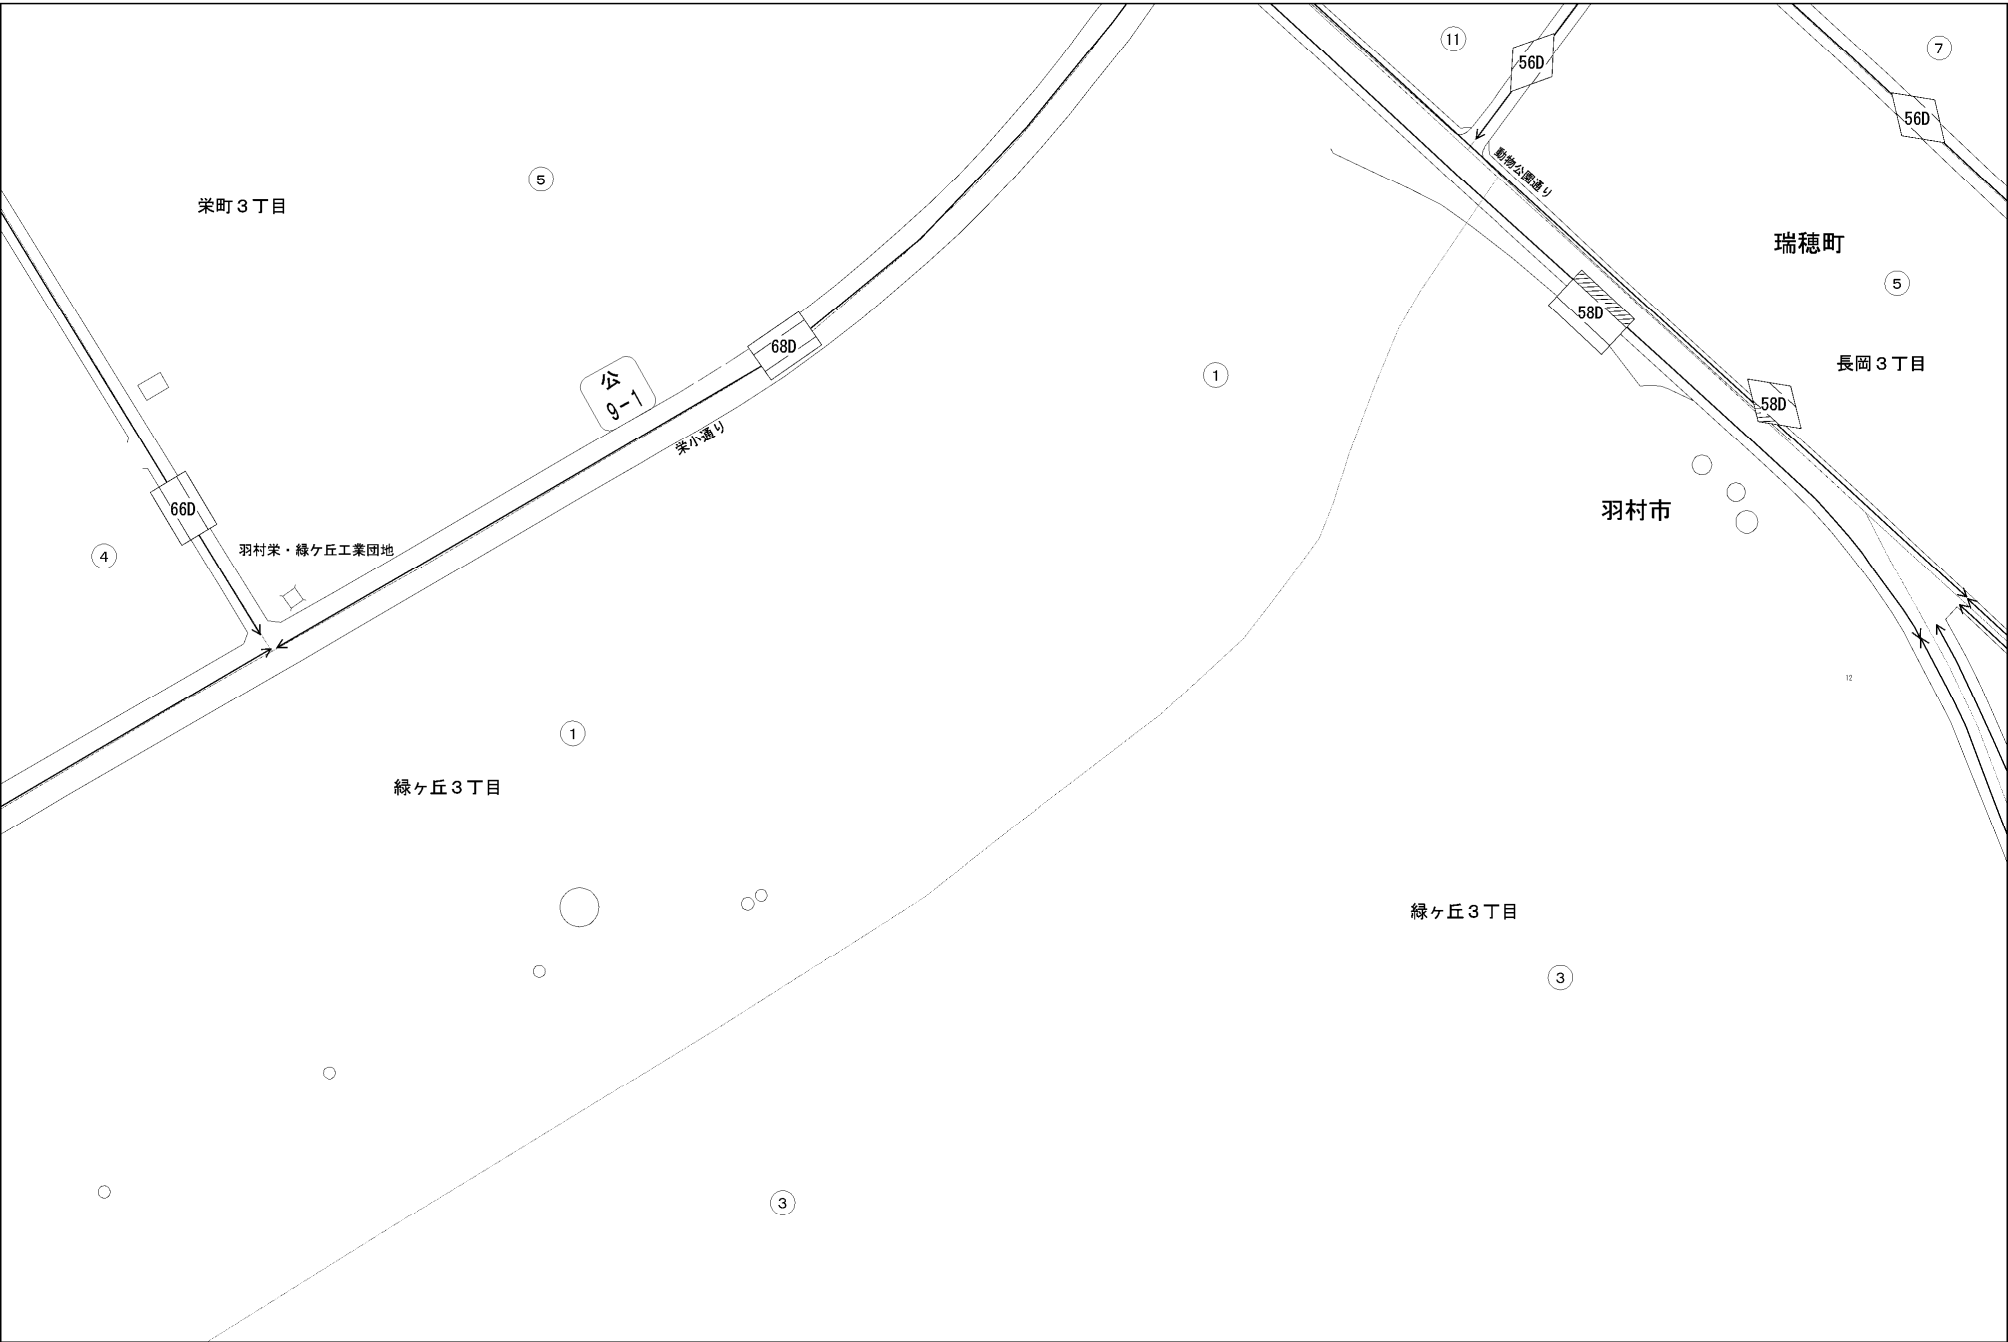 11
56D
7
56D
動物公園通り
5
栄町３丁目
瑞穂町
5
58D
68D
長岡３丁目
1
公
9-1
58D
栄小通り
66D
羽村市
羽村栄・緑ケ丘工業団地
4
12
1
緑ヶ丘３丁目
緑ヶ丘３丁目
3
3